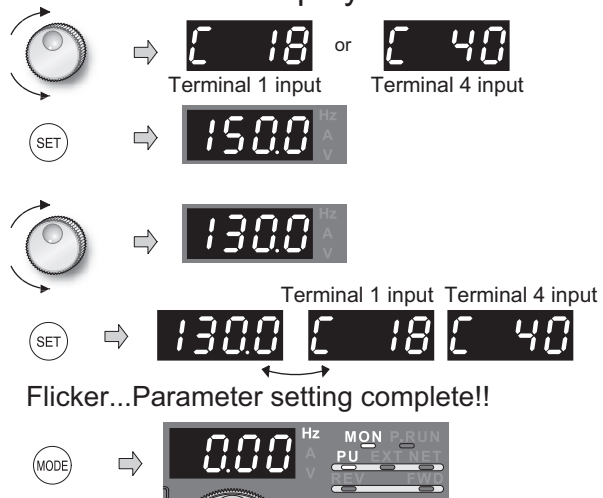 C 18 or C 40
Terminal 1 input Terminal 4 input
SET 150.0 Hz
A
V
130.0 Hz
A
V
Terminal 1 input Terminal 4 input
SET 130.0 C 18 C 40
Flicker...Parameter setting complete!!
MODE 0.00 Hz MON P.RUN
A PU EXT NET
V REV FWD